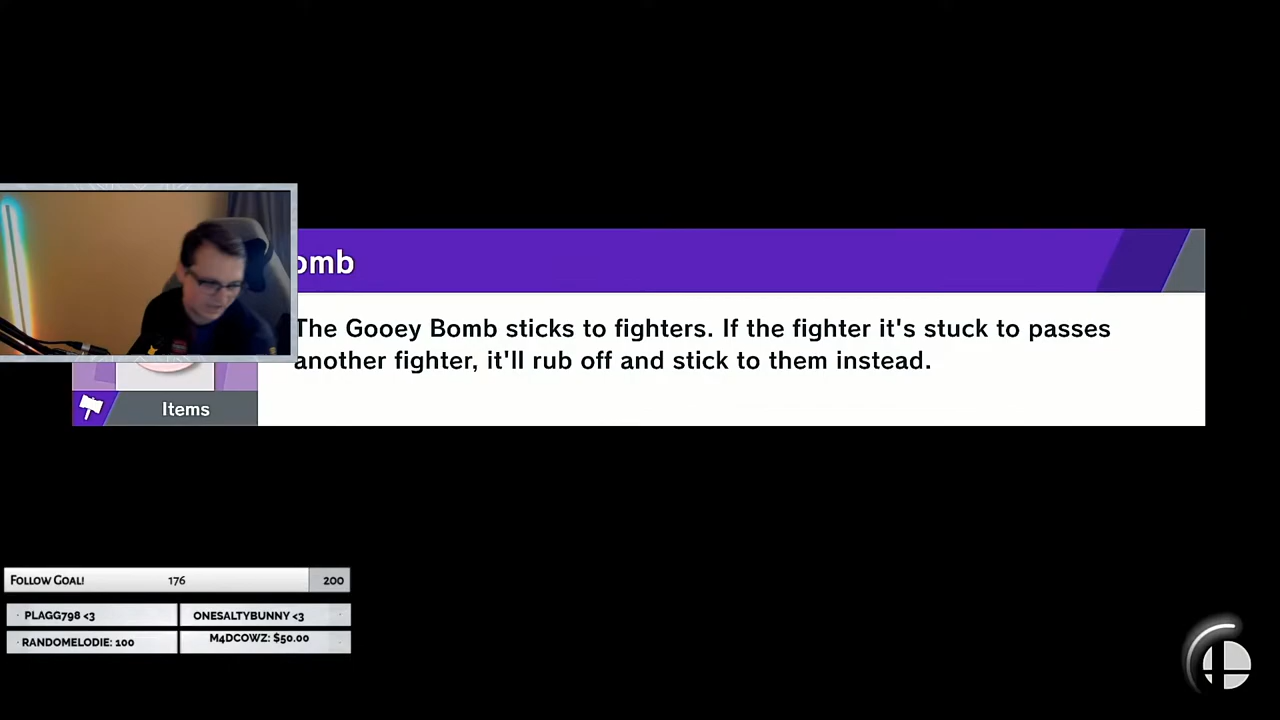 omb
The Gooey Bomb sticks to fighters. If the fighter it's stuck to passes
another fighter, it'll rub off and stick to them instead.
Items
FOLLOW GOAL! 176 200
PLAGG798 <3 ONESALTYBUNNY <3
RANDOMELODIE: 100 M4DCOWZ: $50.00